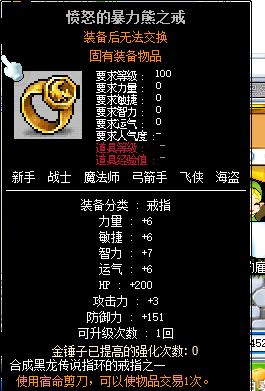 愤怒的暴力熊之戒
装备后无法交换
固有装备物品
要求等级： 100
要求力量： 0
要求敏捷： 0
要求智力： 0
要求运气： 0
要求人气度：-
道具等级： -
道具经验值： -
新手 战士 魔法师 弓箭手 飞侠 海盗
装备分类 : 戒指
力量 : +6
敏捷 : +6
智力 : +7
运气 : +6
HP : +200
攻击力 : +3
防御力 : +151
可升级次数 : 1回
金锤子已提高的强化次数: 0
合成黑龙传说指环的戒指之一
使用宿命剪刀，可以使物品交易1次。